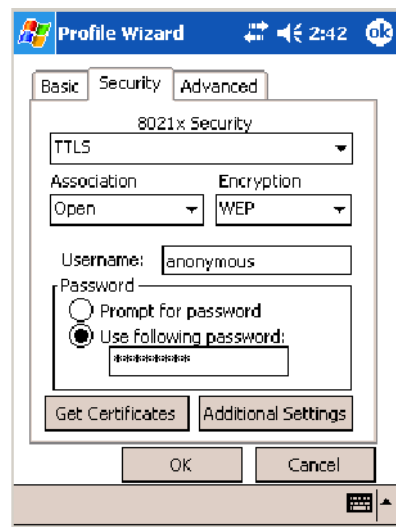 Profile Wizard 2:42 ok
Basic Security Advanced
8021x Security
TTLS
Association Encryption
Open WEP
Username: anonymous
Password
Prompt for password
Use following password:
*********
Get Certificates Additional Settings
OK Cancel